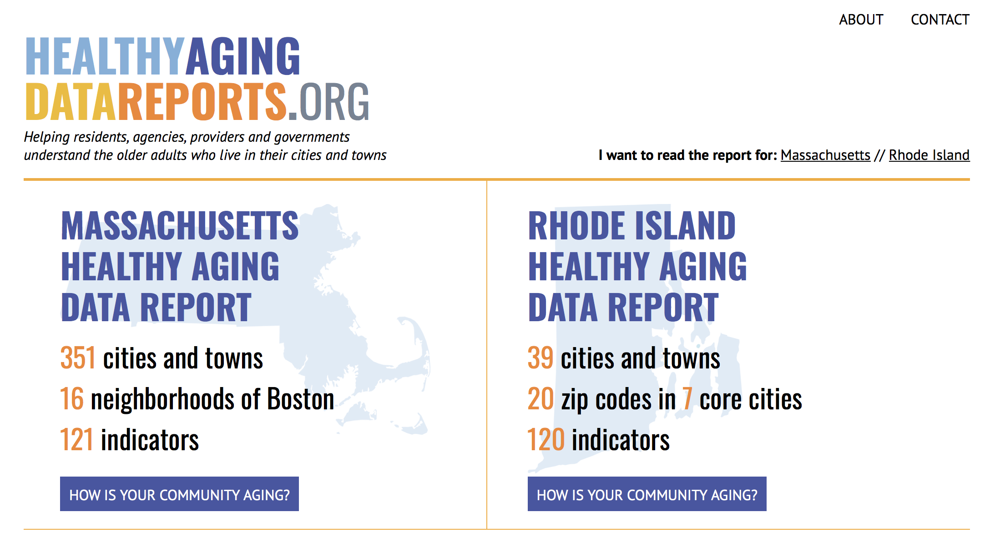 ABOUT CONTACT
HEALTHYAGING
DATAREPORTS.ORG
Helping residents, agencies, providers and governments
understand the older adults who live in their cities and towns
I want to read the report for: Massachusetts // Rhode Island
MASSACHUSETTS
HEALTHY AGING
DATA REPORT
351 cities and towns
16 neighborhoods of Boston
121 indicators
HOW IS YOUR COMMUNITY AGING?
RHODE ISLAND
HEALTHY AGING
DATA REPORT
39 cities and towns
20 zip codes in 7 core cities
120 indicators
HOW IS YOUR COMMUNITY AGING?